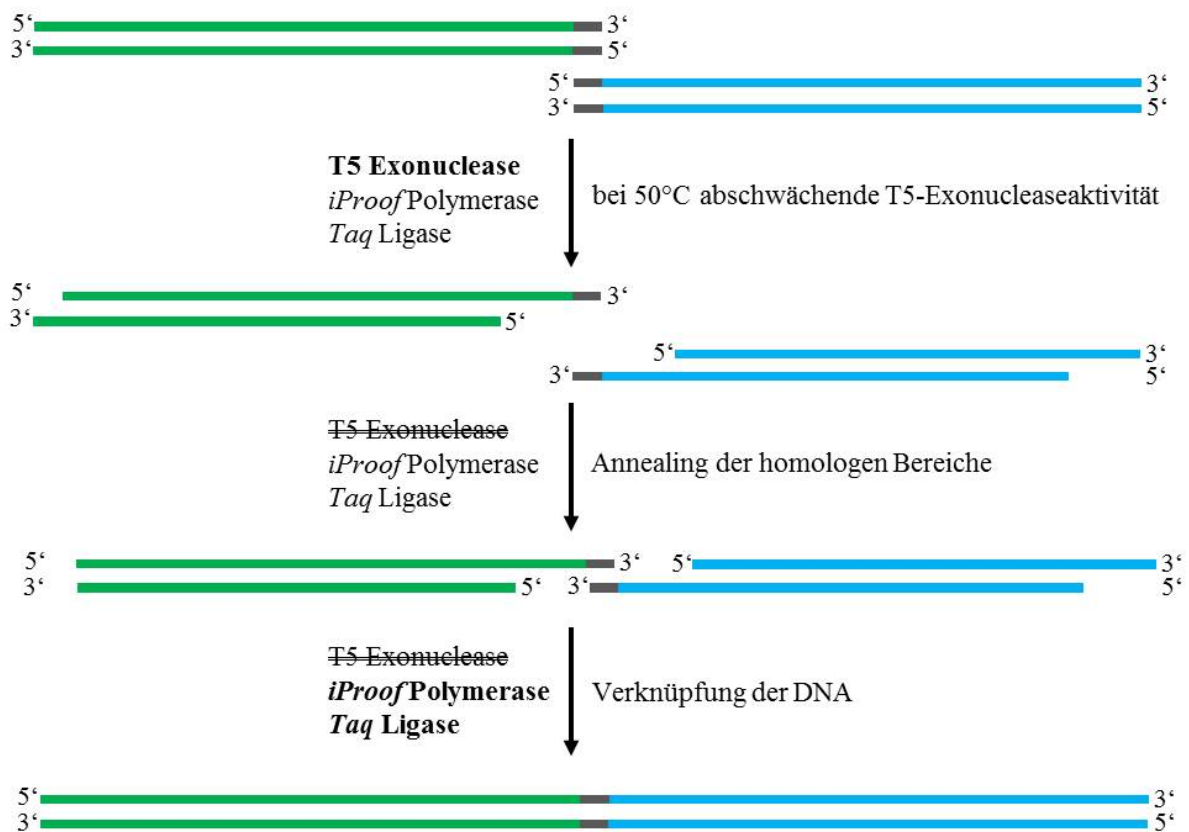 5‘ 3‘
3‘ 5‘
5‘ 3‘
3‘ 5‘
T5 Exonuclease
iProof Polymerase
Taq Ligase
bei 50°C abschwächende T5-Exonucleaseaktivität
5‘ 3‘
3‘ 5‘
5‘ 3‘
3‘ 5‘
T5 Exonuclease
iProof Polymerase
Taq Ligase
Annealing der homologen Bereiche
5‘ 3‘ 5‘ 3‘
3‘ 5‘ 3‘ 5‘
T5 Exonuclease
iProof Polymerase
Taq Ligase
Verknüpfung der DNA
5‘ 3‘
3‘ 5‘